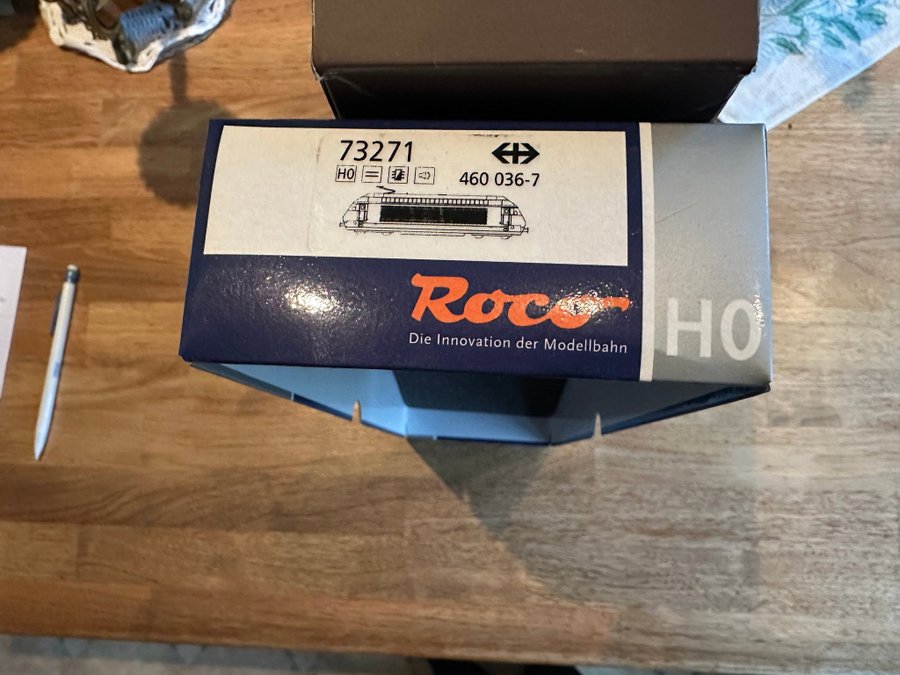 73271
H0
460 036-7
Roco
Die Innovation der Modellbahn
H0